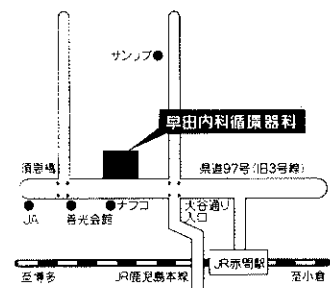 サンリブ
早田内科循環器科
須恵橋
県道97号(旧3号線)
JA
善光会館
ナフコ
大谷通り
入口
JR赤間駅
至博多
JR鹿児島本線
至小倉